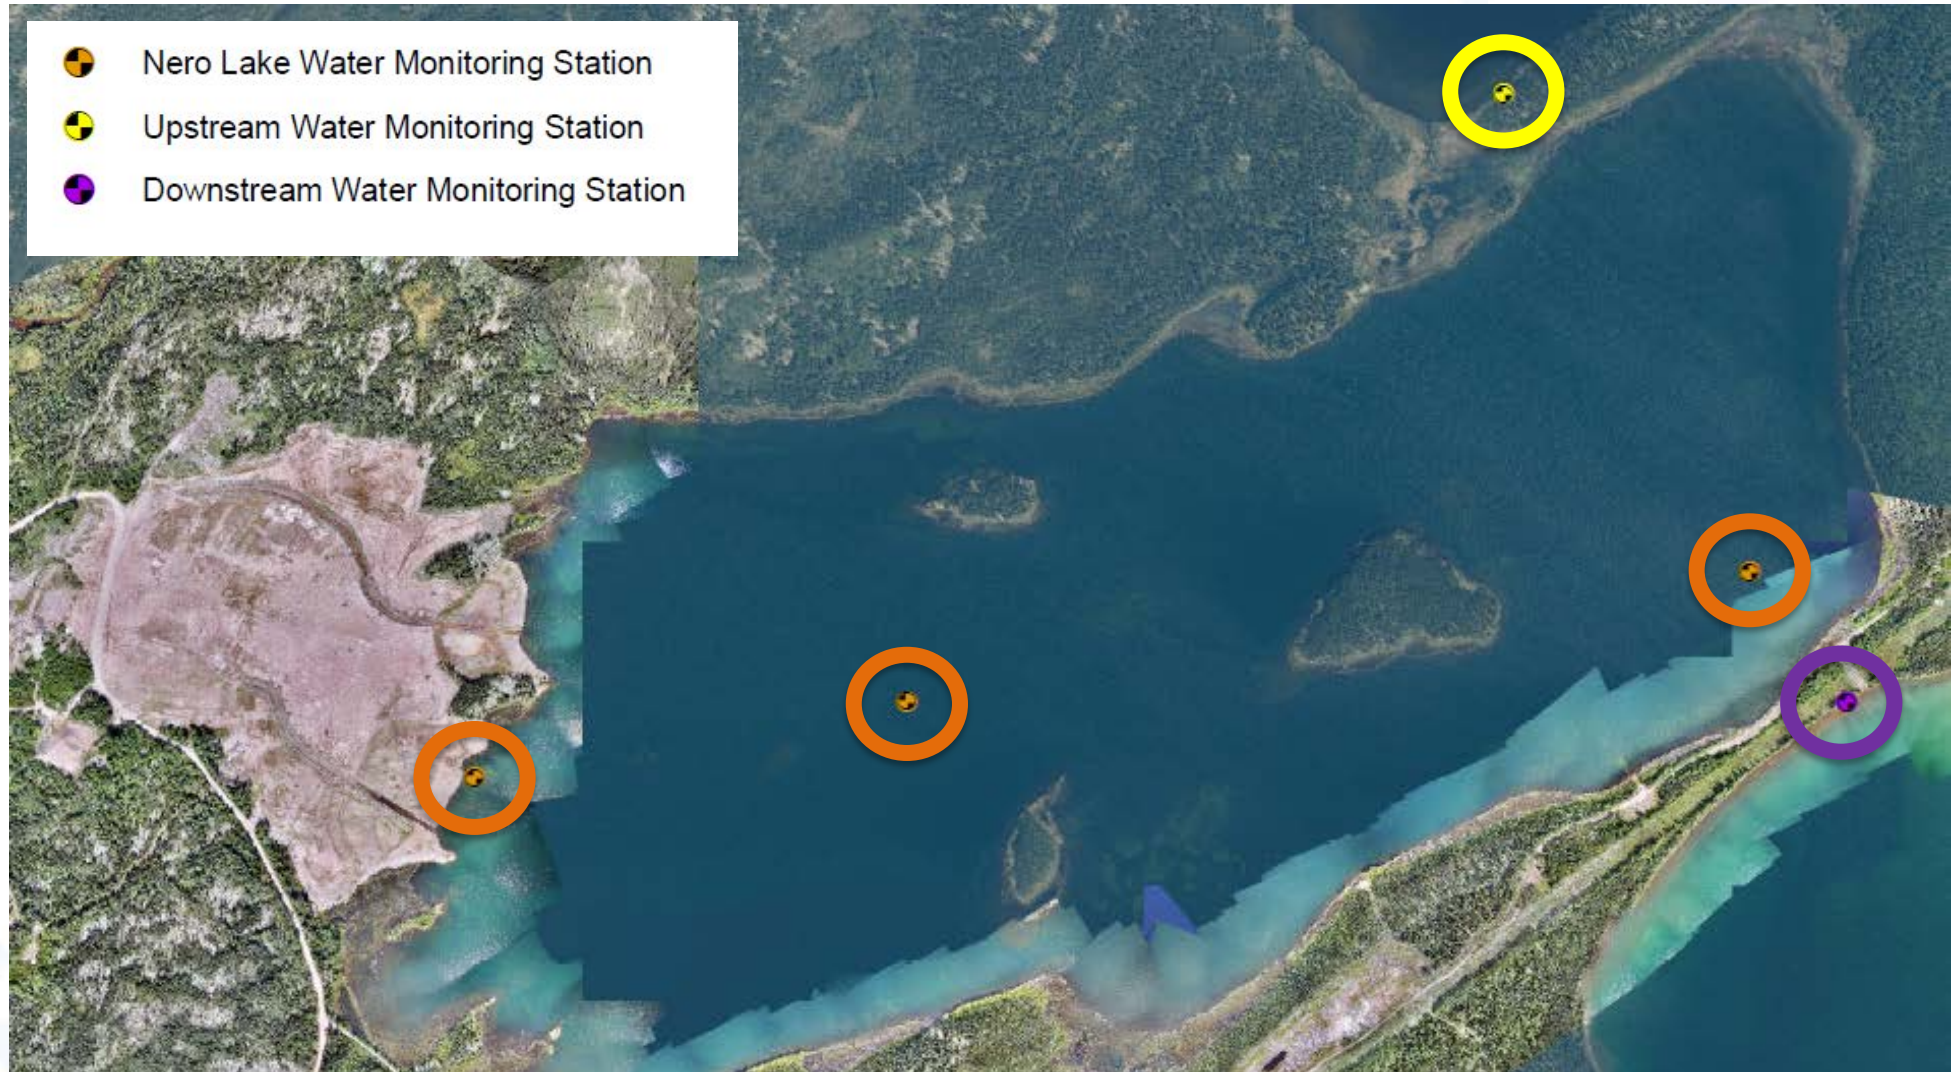 Nero Lake Water Monitoring Station
Upstream Water Monitoring Station
Downstream Water Monitoring Station